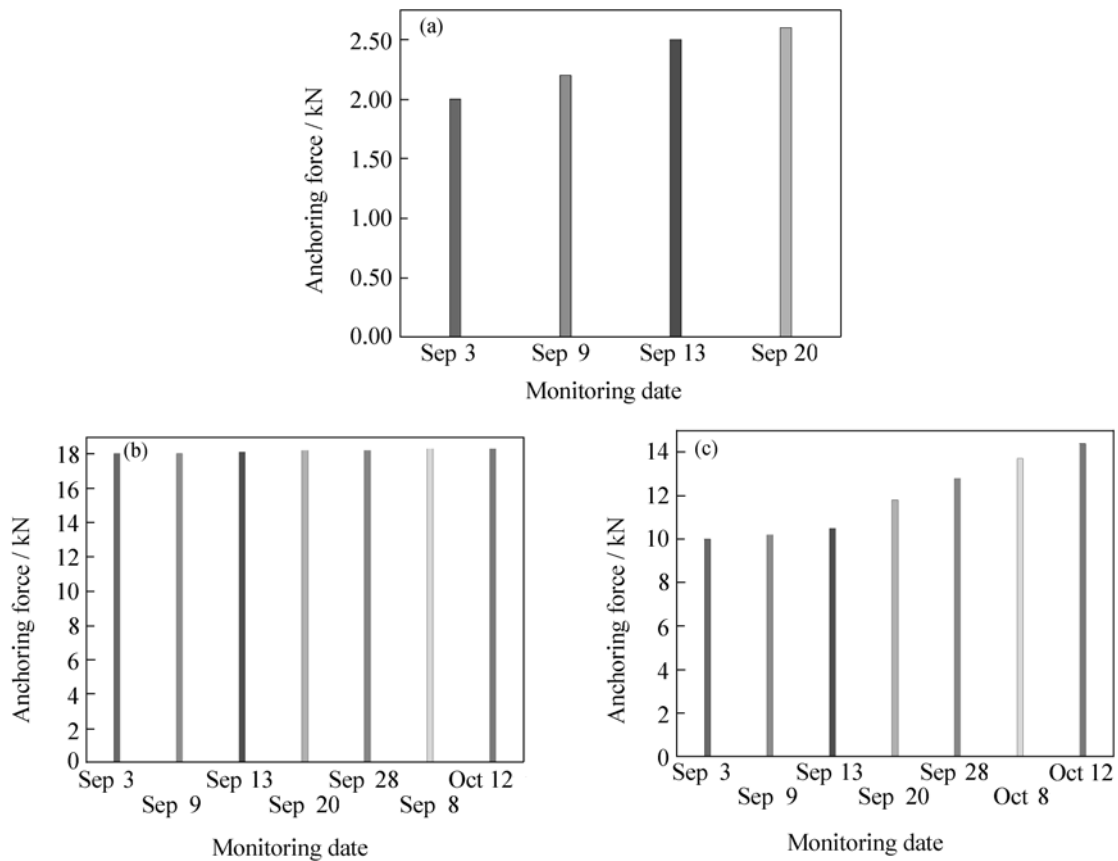 (a)
Anchoring force / kN
2.50
2.00
1.50
1.00
0.50
0.00
Sep 3 Sep 9 Sep 13 Sep 20
Monitoring date
(b)
Anchoring force / kN
18
16
14
12
10
8
6
4
2
0
Sep 3 Sep 13 Sep 28 Oct 12
Sep 9 Sep 20 Sep 8
Monitoring date
(c)
Anchoring force / kN
14
12
10
8
6
4
2
0
Sep 3 Sep 13 Sep 28 Oct 12
Sep 9 Sep 20 Oct 8
Monitoring date